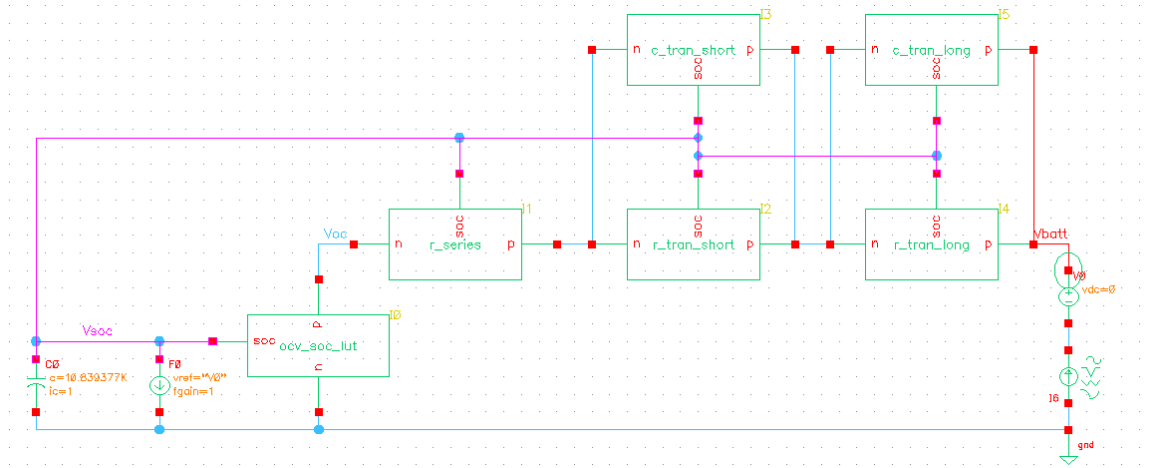 I3
n c_tran_short p
soc
I5
n c_tran_long p
soc
I1
soc
n r_series p
I2
soc
n r_tran_short p
I4
soc
n r_tran_long p
Voc
Vbatt
V0
vdc=0
I0
p
soc ocv_soc_lut
n
Vsoc
C0
c=10.839377K
ic=1
F0
vref="V0"
fgain=1
I6
gnd